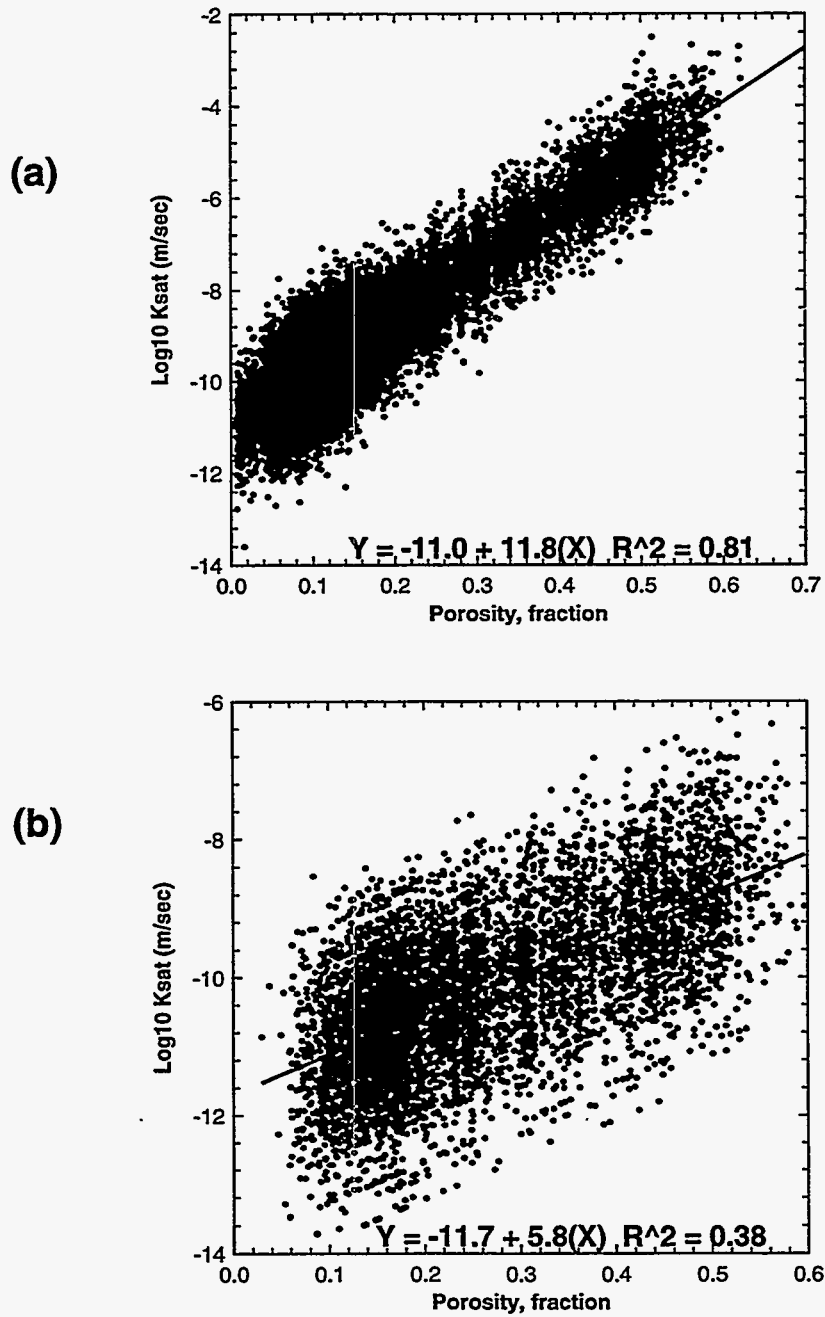 (a)
Log10 Ksat (m/sec)
-2
-4
-6
-8
-10
-12
-14
Y = -11.0 + 11.8(X) R^2 = 0.81
0.0 0.1 0.2 0.3 0.4 0.5 0.6 0.7
Porosity, fraction
(b)
Log10 Ksat (m/sec)
-6
-8
-10
-12
-14
Y = -11.7 + 5.8(X) R^2 = 0.38
0.0 0.1 0.2 0.3 0.4 0.5 0.6
Porosity, fraction